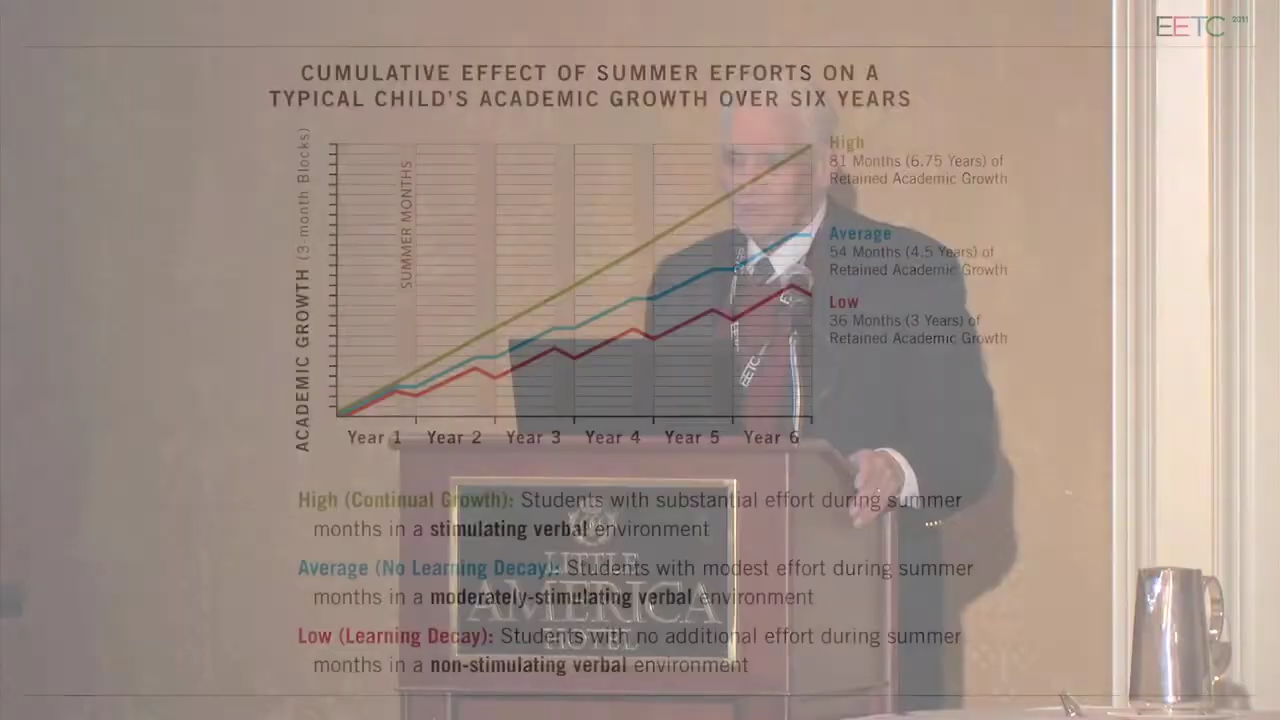 EETC 2011
CUMULATIVE EFFECT OF SUMMER EFFORTS ON A
TYPICAL CHILD'S ACADEMIC GROWTH OVER SIX YEARS
ACADEMIC GROWTH (3 month Blocks)
SUMMER MONTHS
High
81 Months (6.75 Years) of
Retained Academic Growth
Average
54 Months (4.5 Years) of
Retained Academic Growth
Low
36 Months (3 Years) of
Retained Academic Growth
EETC
Year 1 Year 2 Year 3 Year 4 Year 5 Year 6
High (Continual Growth): Students with substantial effort during summer
months in a stimulating verbal environment
Average (No Learning Decay): Students with modest effort during summer
months in a moderately-stimulating verbal environment
Low (Learning Decay): Students with no additional effort during summer
months in a non-stimulating verbal environment
LITTLE
AMERICA
HOTEL